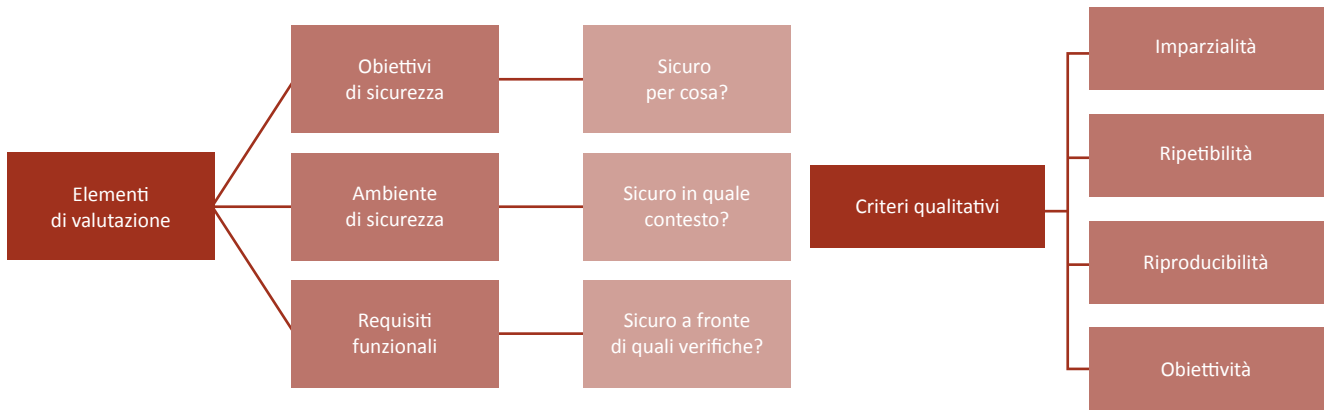 Elementi
di valutazione
Obiettivi
di sicurezza
Sicuro
per cosa?
Ambiente
di sicurezza
Sicuro in quale
contesto?
Requisiti
funzionali
Sicuro a fronte
di quali verifiche?
Criteri qualitativi
Imparzialità
Ripetibilità
Riproducibilità
Obiettività